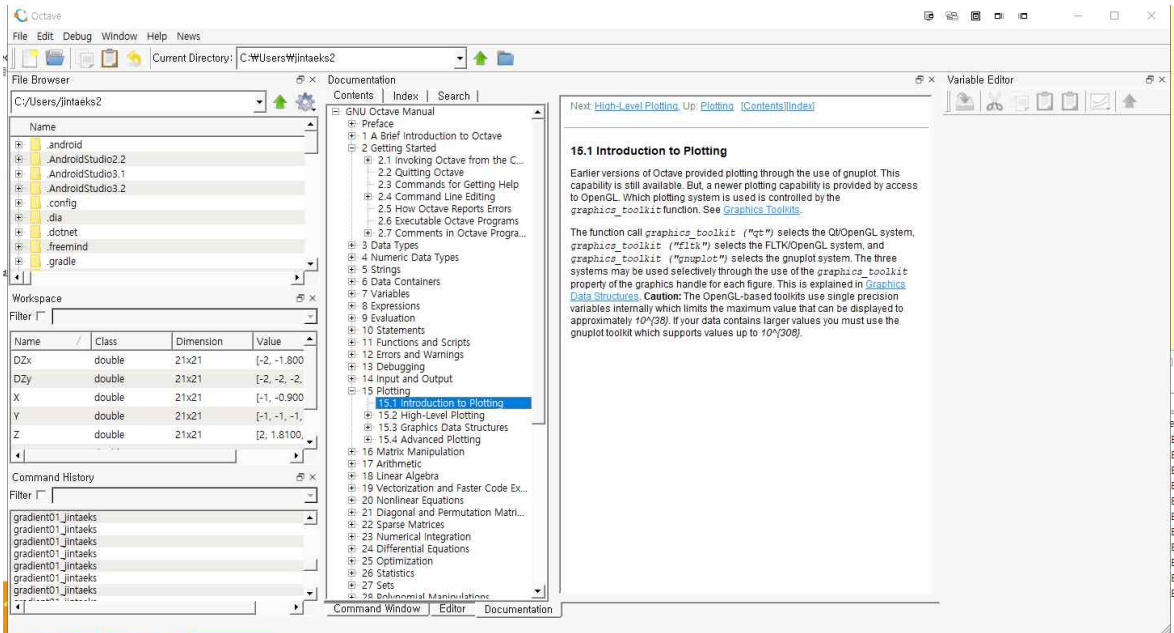 Octave
File Edit Debug Window Help News
Current Directory: C:₩Users₩jintaeks2
File Browser
C:/Users/jintaeks2
Name
.android
.AndroidStudio2.2
.AndroidStudio3.1
.AndroidStudio3.2
.config
.dia
.dotnet
.freemind
.gradle
Workspace
Filter
Name / Class Dimension Value
DZx double 21x21 [-2, -1.800
DZy double 21x21 [-2, -2, -2,
X double 21x21 [-1, -0.900
Y double 21x21 [-1, -1, -1,
Z double 21x21 [2, 1.8100,
Command History
Filter
gradient01_jintaeks
gradient01_jintaeks
gradient01_jintaeks
gradient01_jintaeks
gradient01_jintaeks
gradient01_jintaeks
gradient01_jintaeks
Documentation
Contents Index Search
GNU Octave Manual
Preface
1 A Brief Introduction to Octave
2 Getting Started
2.1 Invoking Octave from the C...
2.2 Quitting Octave
2.3 Commands for Getting Help
2.4 Command Line Editing
2.5 How Octave Reports Errors
2.6 Executable Octave Programs
2.7 Comments in Octave Progra...
3 Data Types
4 Numeric Data Types
5 Strings
6 Data Containers
7 Variables
8 Expressions
9 Evaluation
10 Statements
11 Functions and Scripts
12 Errors and Warnings
13 Debugging
14 Input and Output
15 Plotting
15.1 Introduction to Plotting
15.2 High-Level Plotting
15.3 Graphics Data Structures
15.4 Advanced Plotting
16 Matrix Manipulation
17 Arithmetic
18 Linear Algebra
19 Vectorization and Faster Code Ex...
20 Nonlinear Equations
21 Diagonal and Permutation Matri...
22 Sparse Matrices
23 Numerical Integration
24 Differential Equations
25 Optimization
26 Statistics
27 Sets
28 Polynomial Manipulations
Command Window Editor Documentation
Next: High-Level Plotting, Up: Plotting [Contents][Index]
15.1 Introduction to Plotting
Earlier versions of Octave provided plotting through the use of gnuplot. This
capability is still available. But, a newer plotting capability is provided by access
to OpenGL. Which plotting system is used is controlled by the
graphics_toolkit function. See Graphics Toolkits.
The function call graphics_toolkit ("qt") selects the Qt/OpenGL system,
graphics_toolkit ("fltk") selects the FLTK/OpenGL system, and
graphics_toolkit ("gnuplot") selects the gnuplot system. The three
systems may be used selectively through the use of the graphics_toolkit
property of the graphics handle for each figure. This is explained in Graphics
Data Structures. Caution: The OpenGL-based toolkits use single precision
variables internally which limits the maximum value that can be displayed to
approximately 10^{38}. If your data contains larger values you must use the
gnuplot toolkit which supports values up to 10^{308}.
Variable Editor